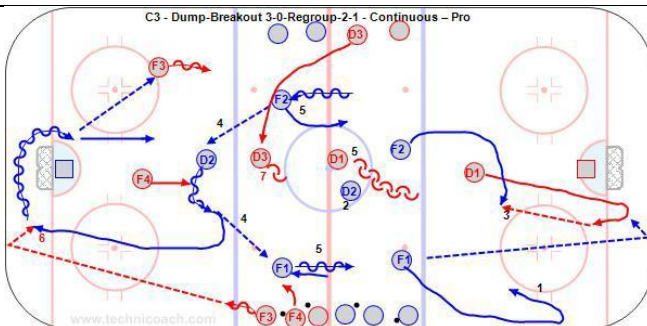 C3 - Dump-Breakout 3-0-Regroup-2-1 - Continuous – Pro
D3
F3
F2
5
4
F2
D2
D3
D1
5
D1
F4
7
D2
2
3
4
6
5
F1
F1
1
F3
F4
www.technicoach.com